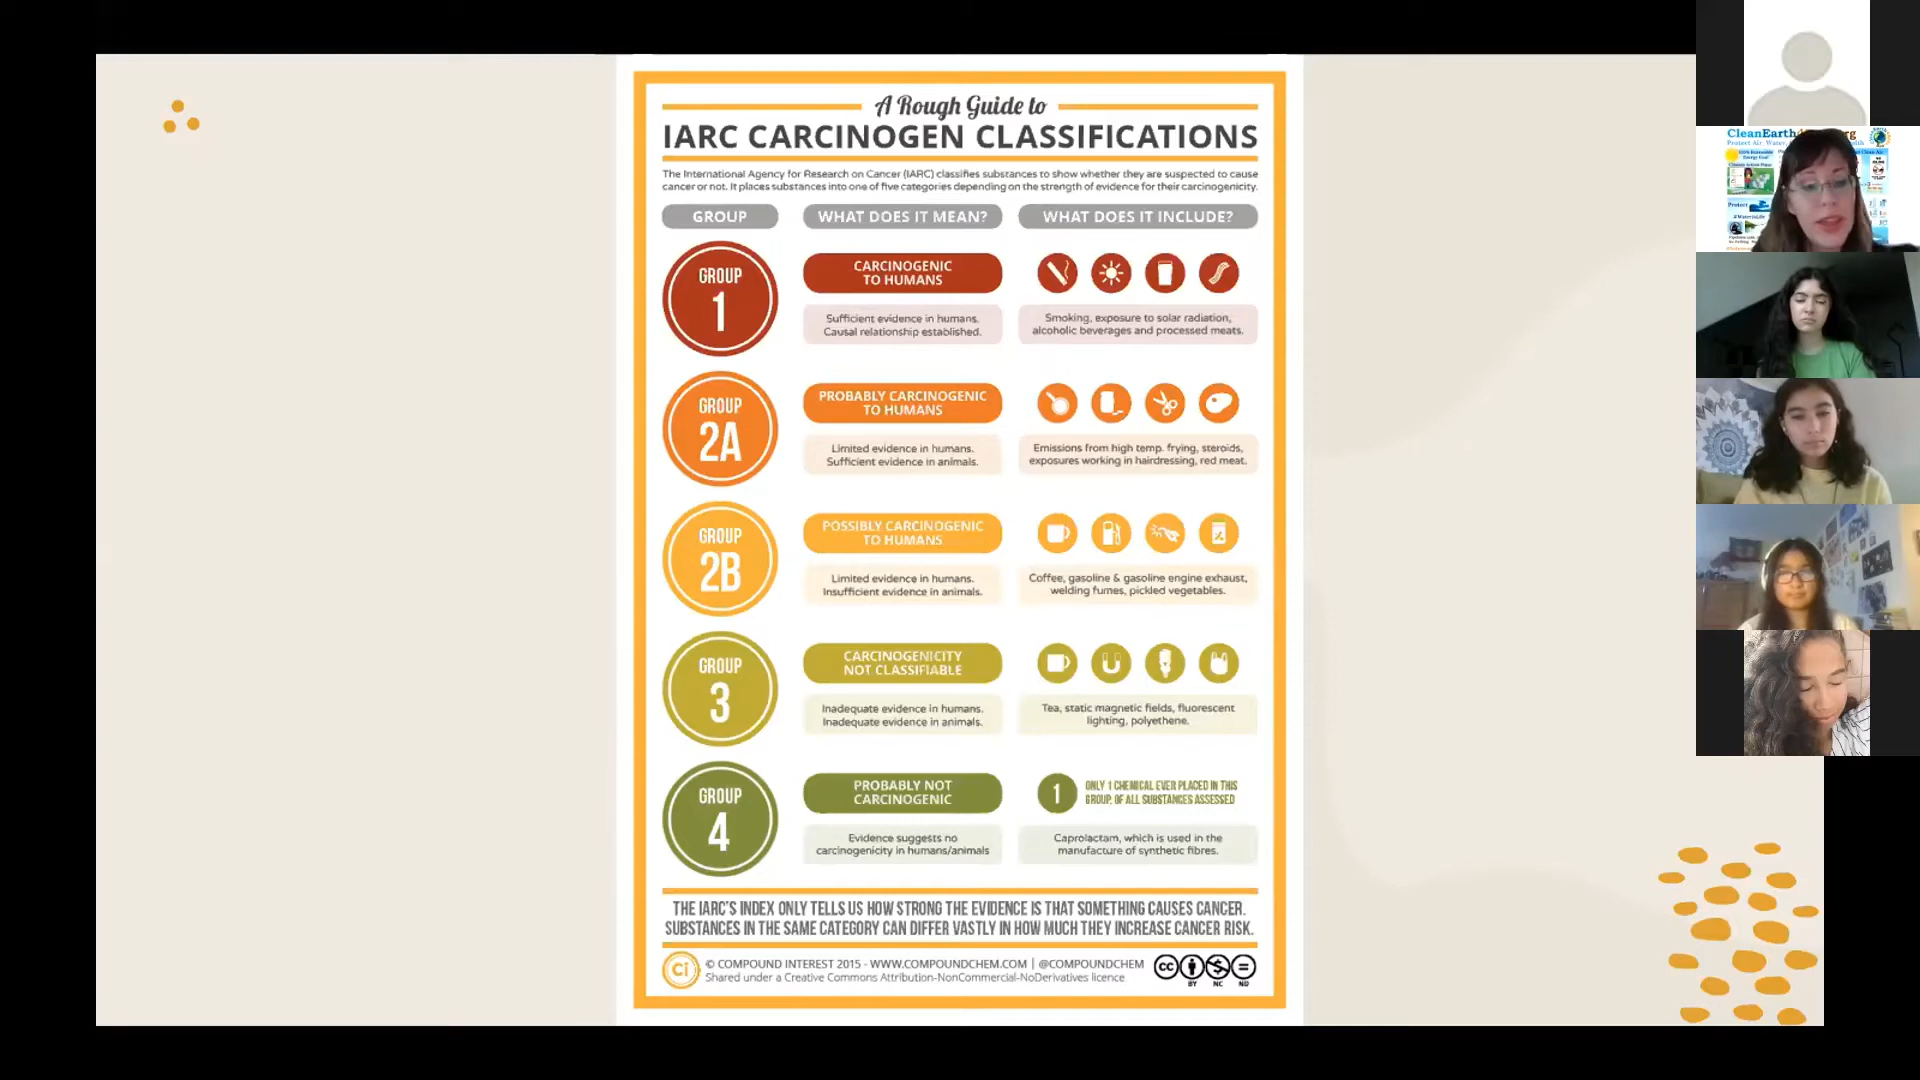 A Rough Guide to
IARC CARCINOGEN CLASSIFICATIONS
The International Agency for Research on Cancer (IARC) classifies substances to show whether they are suspected to cause
cancer or not. It places substances into one of five categories depending on the strength of evidence for their carcinogenicity.
GROUP
WHAT DOES IT MEAN?
WHAT DOES IT INCLUDE?
GROUP
1
CARCINOGENIC
TO HUMANS
Sufficient evidence in humans.
Causal relationship established.
Smoking, exposure to solar radiation,
alcoholic beverages and processed meats.
GROUP
2A
PROBABLY CARCINOGENIC
TO HUMANS
Limited evidence in humans.
Sufficient evidence in animals.
Emissions from high temp. frying, steroids,
exposures working in hairdressing, red meat.
GROUP
2B
POSSIBLY CARCINOGENIC
TO HUMANS
Limited evidence in humans.
Insufficient evidence in animals.
Coffee, gasoline & gasoline engine exhaust,
welding fumes, pickled vegetables.
GROUP
3
CARCINOGENICITY
NOT CLASSIFIABLE
Inadequate evidence in humans.
Inadequate evidence in animals.
Tea, static magnetic fields, fluorescent
lighting, polyethene.
GROUP
4
PROBABLY NOT
CARCINOGENIC
Evidence suggests no
carcinogenicity in humans/animals
1
ONLY 1 CHEMICAL EVER PLACED IN THIS
GROUP, OF ALL SUBSTANCES ASSESSED
Caprolactam, which is used in the
manufacture of synthetic fibres.
THE IARC'S INDEX ONLY TELLS US HOW STRONG THE EVIDENCE IS THAT SOMETHING CAUSES CANCER.
SUBSTANCES IN THE SAME CATEGORY CAN DIFFER VASTLY IN HOW MUCH THEY INCREASE CANCER RISK.
Ci
© COMPOUND INTEREST 2015 - WWW.COMPOUNDCHEM.COM | @COMPOUNDCHEM
Shared under a Creative Commons Attribution-NonCommercial-NoDerivatives licence
cc
BY NC ND
CleanEarth
Protect Air, Water,
Protect